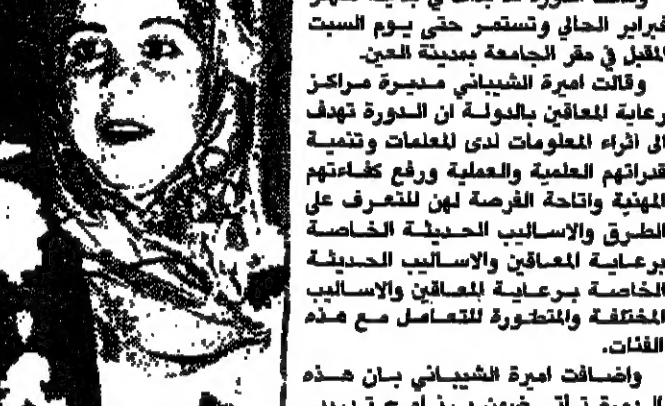 فبراير الحالي وتستمر حتى يوم السبت
المقبل في مقر الجامعة بمدينة العين.
وقالت اميرة الشيباني مديرة مراكز
رعاية المعاقين بالدولة ان الدورة تهدف
الى اثراء المعلومات لدى المعلمات وتنمية
قدراتهم العلمية والعملية ورفع كفاءتهم
المهنية واتاحة الفرصة لهن للتعرف على
الطرق والاساليب الحديثة الخاصة
برعاية المعاقين والاساليب الحديثة
الخاصة برعاية المعاقين والاساليب
المختلفة والمتطورة للتعامل مع هذه
الفئات.
واضافت اميرة الشيباني بان هذه